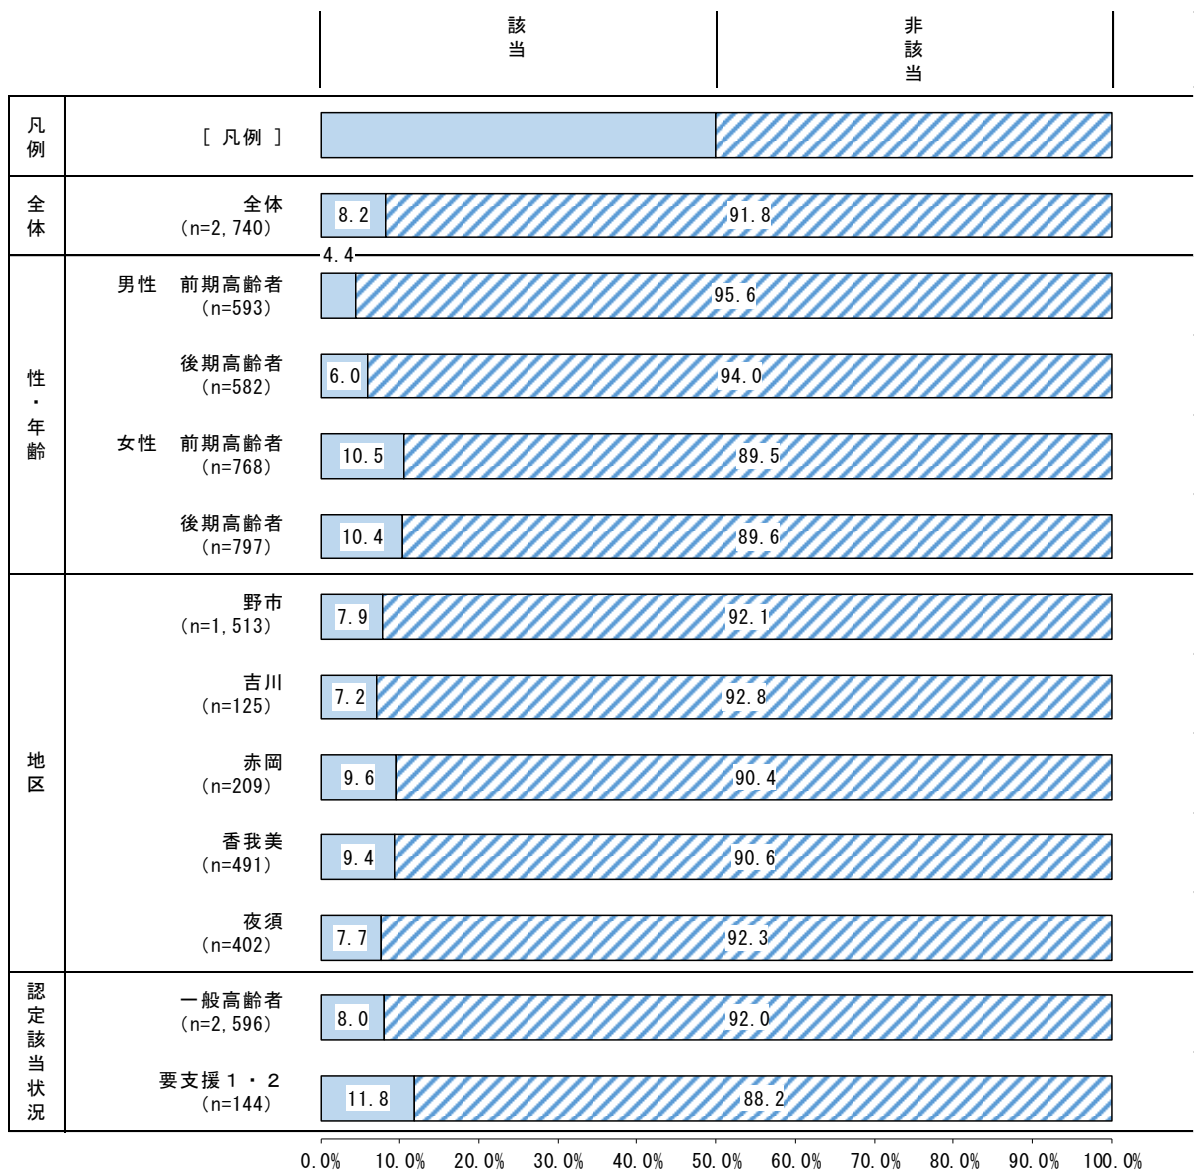 該当
非該当
凡例
[ 凡例 ]
全体
全体
(n=2,740)
8.2
91.8
性・年齢
男性　前期高齢者
(n=593)
4.4
95.6
後期高齢者
(n=582)
6.0
94.0
女性　前期高齢者
(n=768)
10.5
89.5
後期高齢者
(n=797)
10.4
89.6
地区
野市
(n=1,513)
7.9
92.1
吉川
(n=125)
7.2
92.8
赤岡
(n=209)
9.6
90.4
香我美
(n=491)
9.4
90.6
夜須
(n=402)
7.7
92.3
認定該当状況
一般高齢者
(n=2,596)
8.0
92.0
要支援１・２
(n=144)
11.8
88.2
0.0% 10.0% 20.0% 30.0% 40.0% 50.0% 60.0% 70.0% 80.0% 90.0% 100.0%